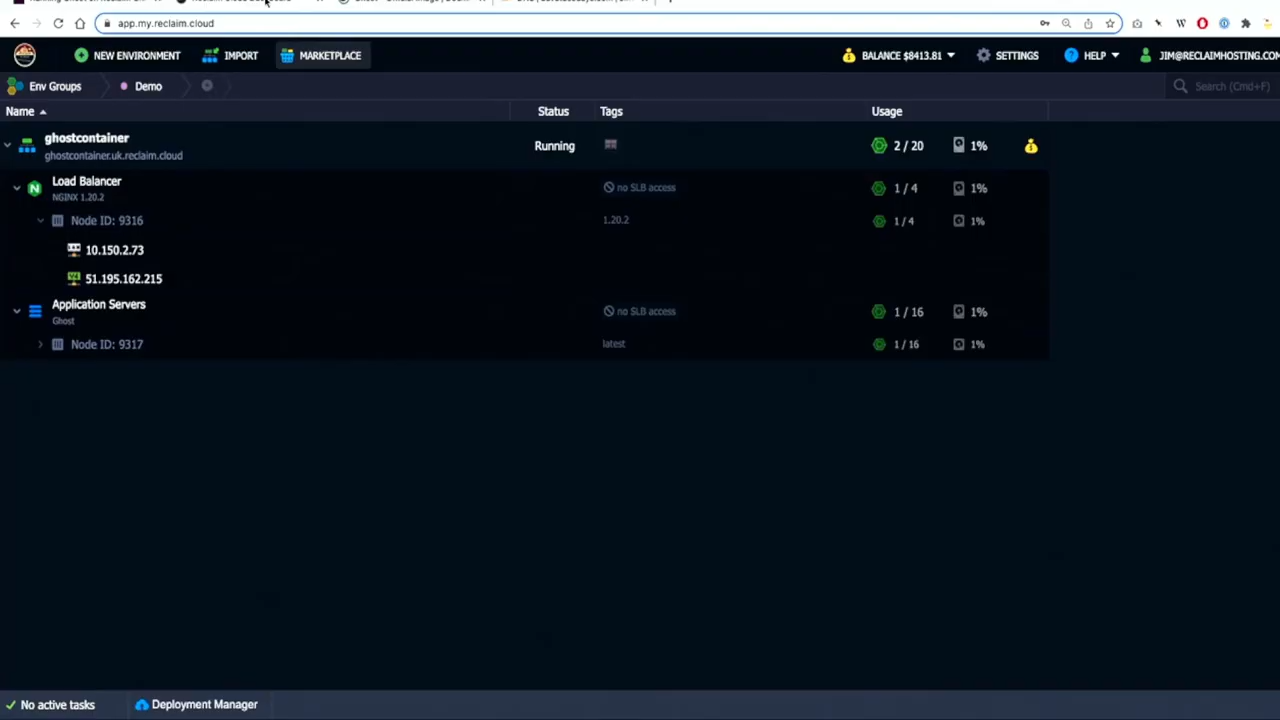 app.my.reclaim.cloud
NEW ENVIRONMENT IMPORT MARKETPLACE BALANCE $8413.81 SETTINGS HELP JIM@RECLAIMHOSTING.COM
Env Groups Demo Search (Cmd+F)
Name Status Tags Usage
ghostcontainer
ghostcontainer.uk.reclaim.cloud
Running 2 / 20 1%
Load Balancer
NGINX 1.20.2
no SLB access 1 / 4 1%
Node ID: 9316 1.20.2 1 / 4 1%
10.150.2.73
51.195.162.215
Application Servers
Ghost
no SLB access 1 / 16 1%
Node ID: 9317 latest 1 / 16 1%
No active tasks Deployment Manager